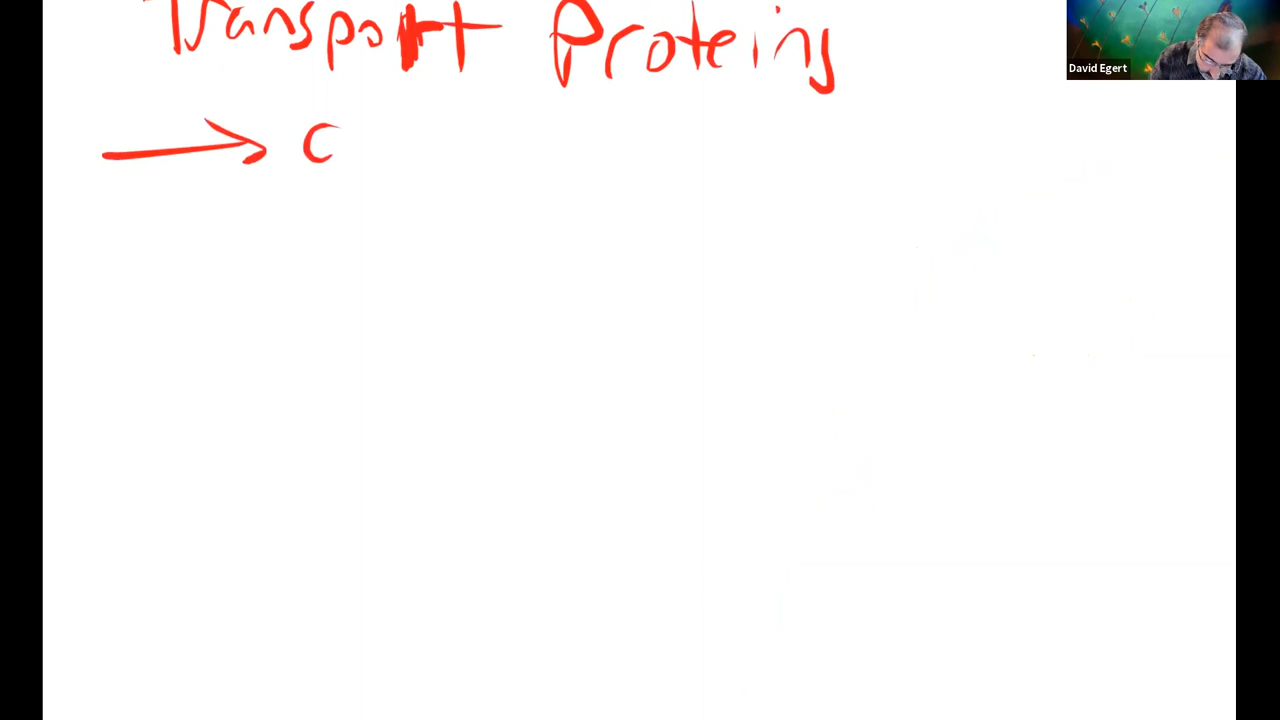 Transport Proteins
David Egert
→ C